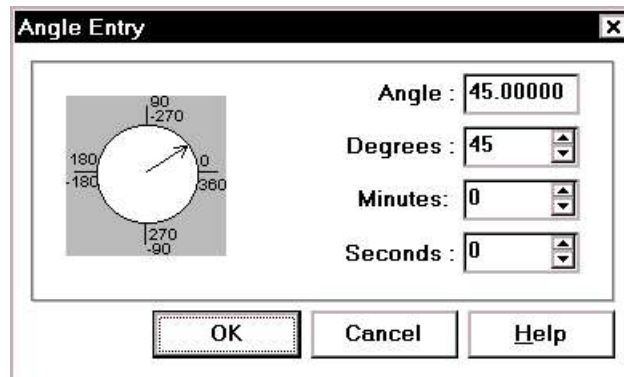 Angle Entry
90
-270
180
-180
0
360
270
-90
Angle : 45.00000
Degrees : 45
Minutes: 0
Seconds : 0
OK
Cancel
Help